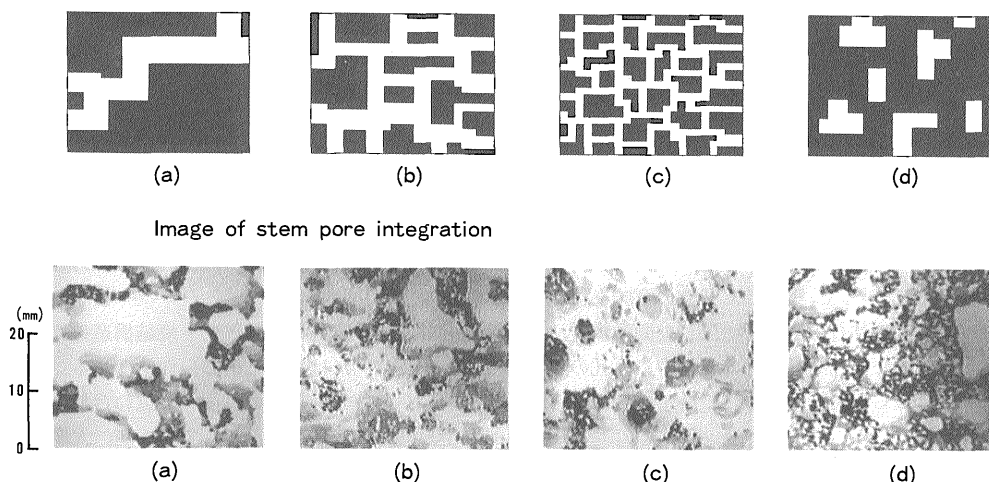 (a) (b) (c) (d)
Image of stem pore integration
(mm)
20
10
0
(a) (b) (c) (d)